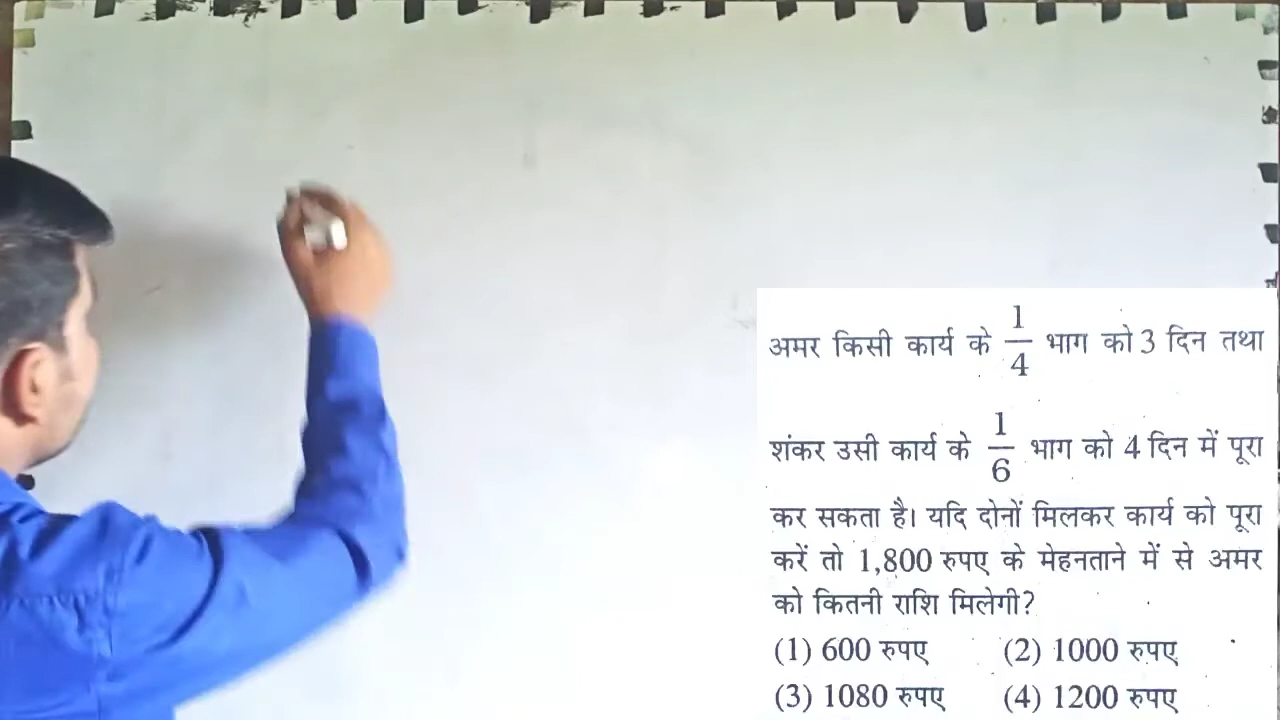 अमर किसी कार्य के 1/4 भाग को 3 दिन तथा
शंकर उसी कार्य के 1/6 भाग को 4 दिन में पूरा
कर सकता है। यदि दोनों मिलकर कार्य को पूरा
करें तो 1,800 रुपए के मेहनताने में से अमर
को कितनी राशि मिलेगी?
(1) 600 रुपए (2) 1000 रुपए
(3) 1080 रुपए (4) 1200 रुपए